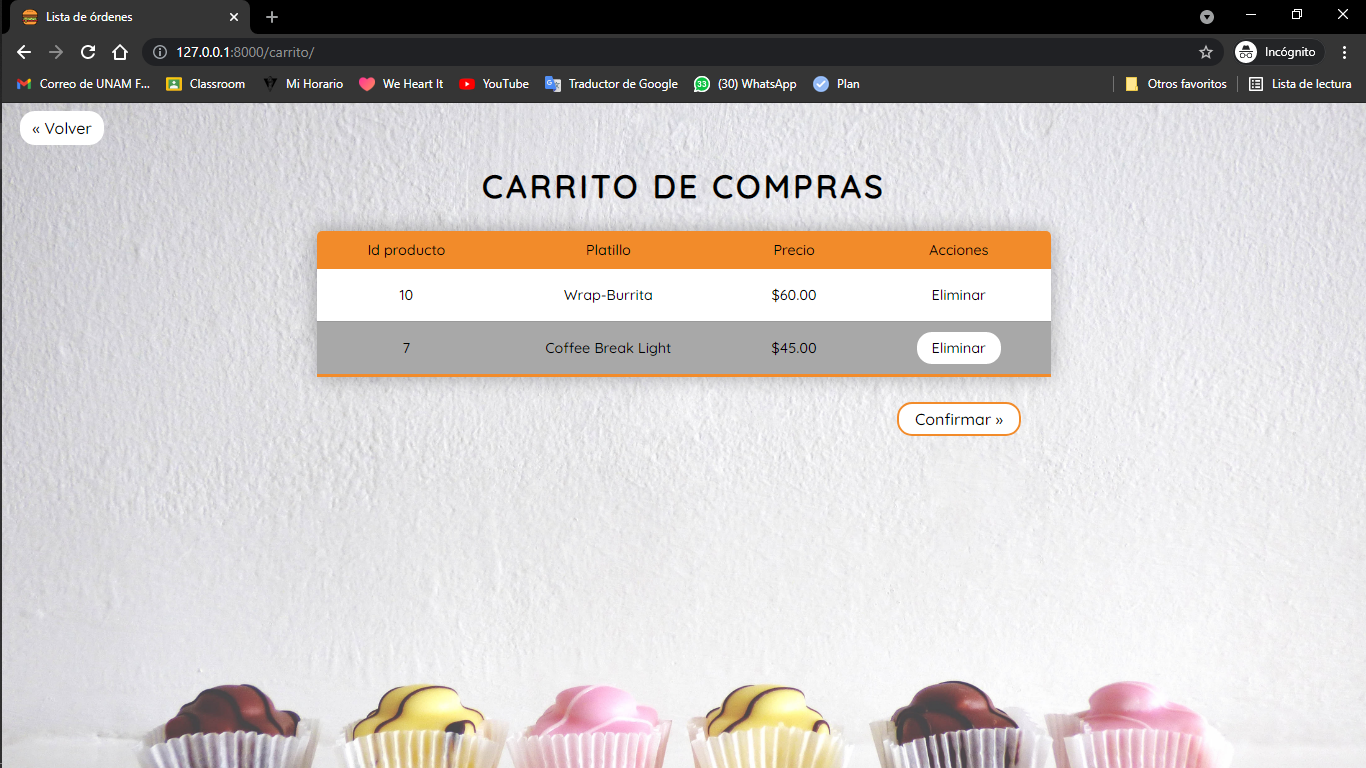 Lista de órdenes
127.0.0.1:8000/carrito/
Incógnito
Correo de UNAM F... Classroom Mi Horario We Heart It YouTube Traductor de Google 33 (30) WhatsApp Plan Otros favoritos Lista de lectura
« Volver
CARRITO DE COMPRAS
Id producto Platillo Precio Acciones
10 Wrap-Burrita $60.00 Eliminar
7 Coffee Break Light $45.00 Eliminar
Confirmar »